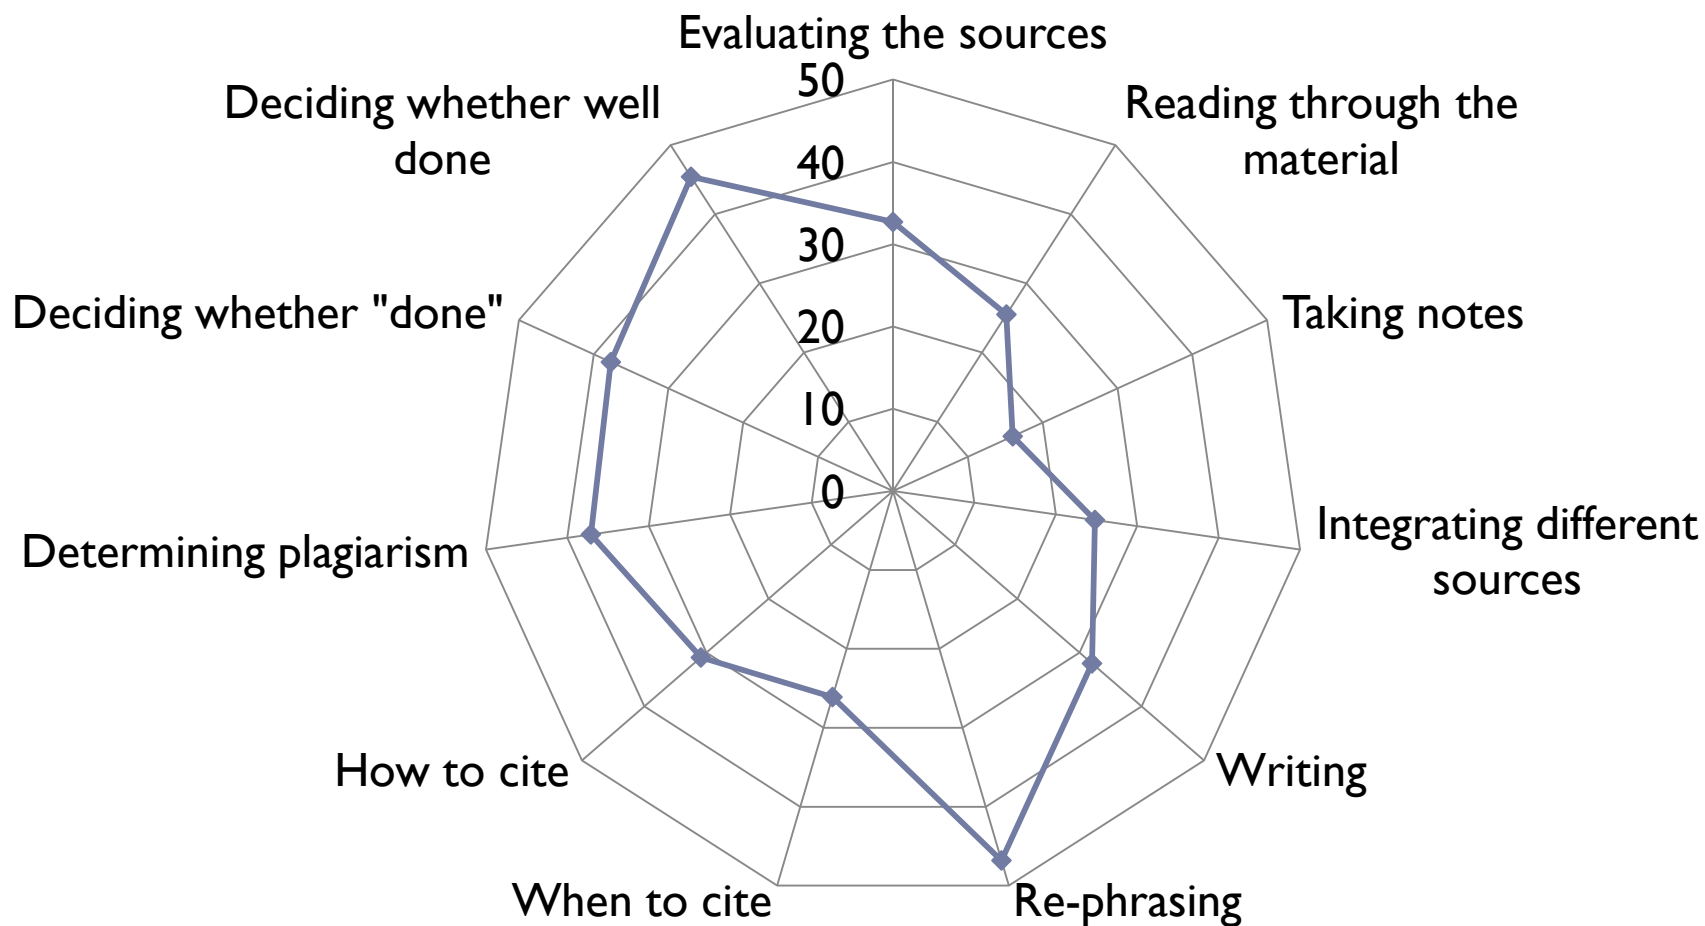 Evaluating the sources
50
40
30
20
10
0
Reading through the
material
Taking notes
Integrating different
sources
Writing
Re-phrasing
When to cite
How to cite
Determining plagiarism
Deciding whether "done"
Deciding whether well
done